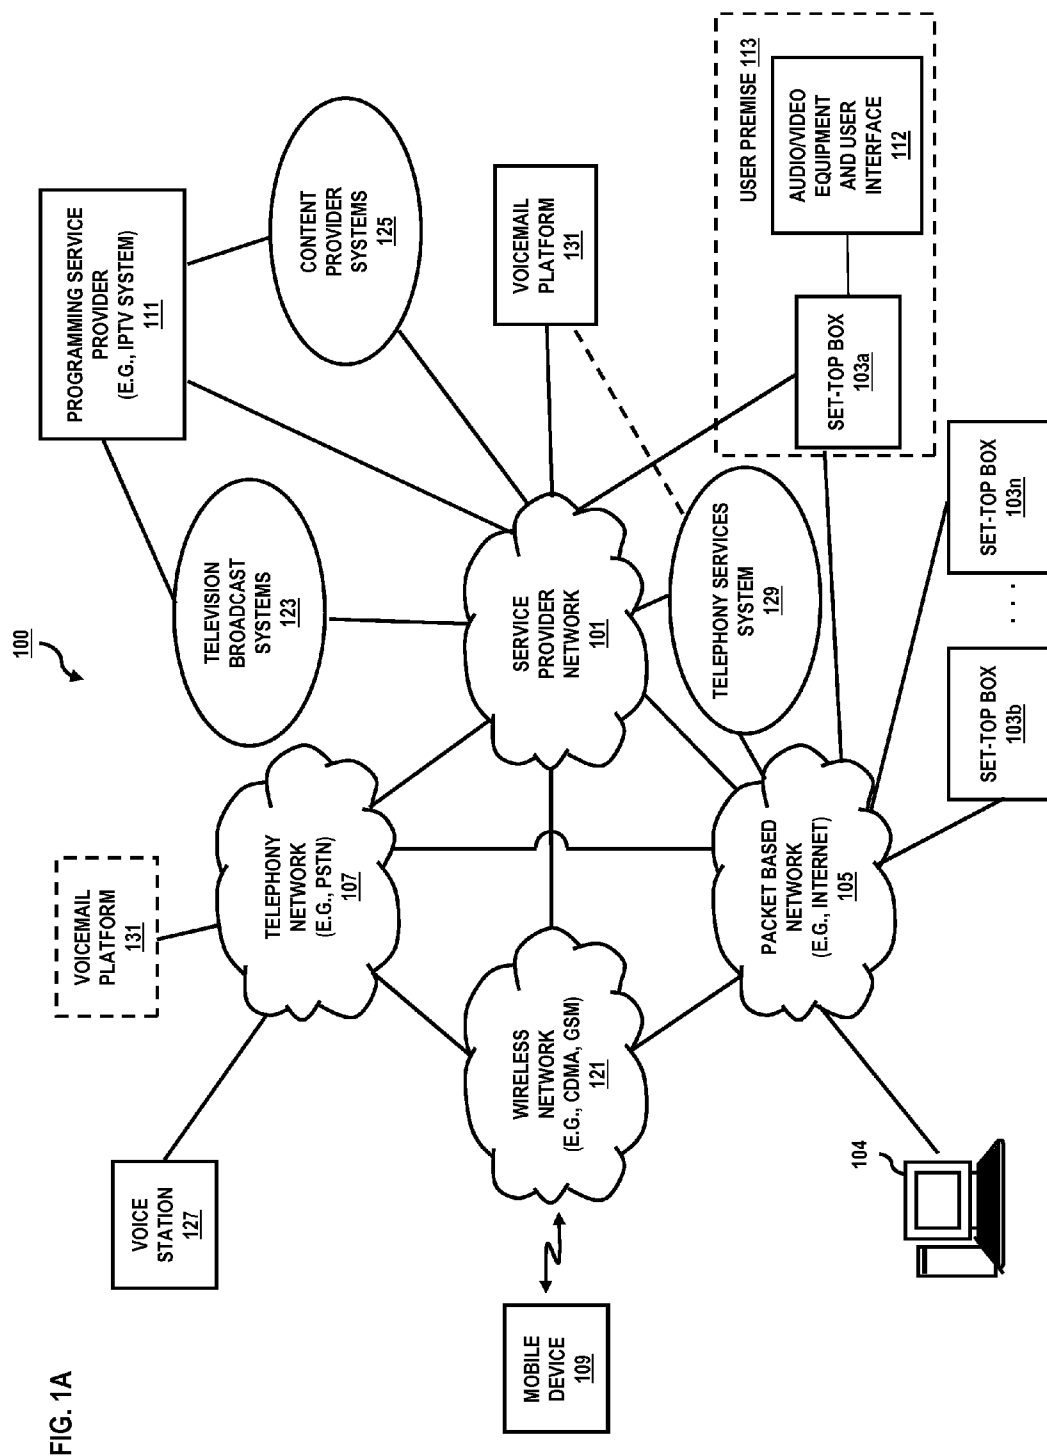 FIG. 1A
100
VOICE
STATION
127
VOICEMAIL
PLATFORM
131
PROGRAMMING SERVICE
PROVIDER
(E.G., IPTV SYSTEM)
111
TELEPHONY
NETWORK
(E.G., PSTN)
107
TELEVISION
BROADCAST
SYSTEMS
123
CONTENT
PROVIDER
SYSTEMS
125
MOBILE
DEVICE
109
WIRELESS
NETWORK
(E.G., CDMA, GSM)
121
SERVICE
PROVIDER
NETWORK
101
VOICEMAIL
PLATFORM
131
TELEPHONY SERVICES
SYSTEM
129
USER PREMISE 113
AUDIO/VIDEO
EQUIPMENT
AND USER
INTERFACE
112
SET-TOP BOX
103a
PACKET BASED
NETWORK
(E.G., INTERNET)
105
104
SET-TOP BOX
103b
. . . .
SET-TOP BOX
103n